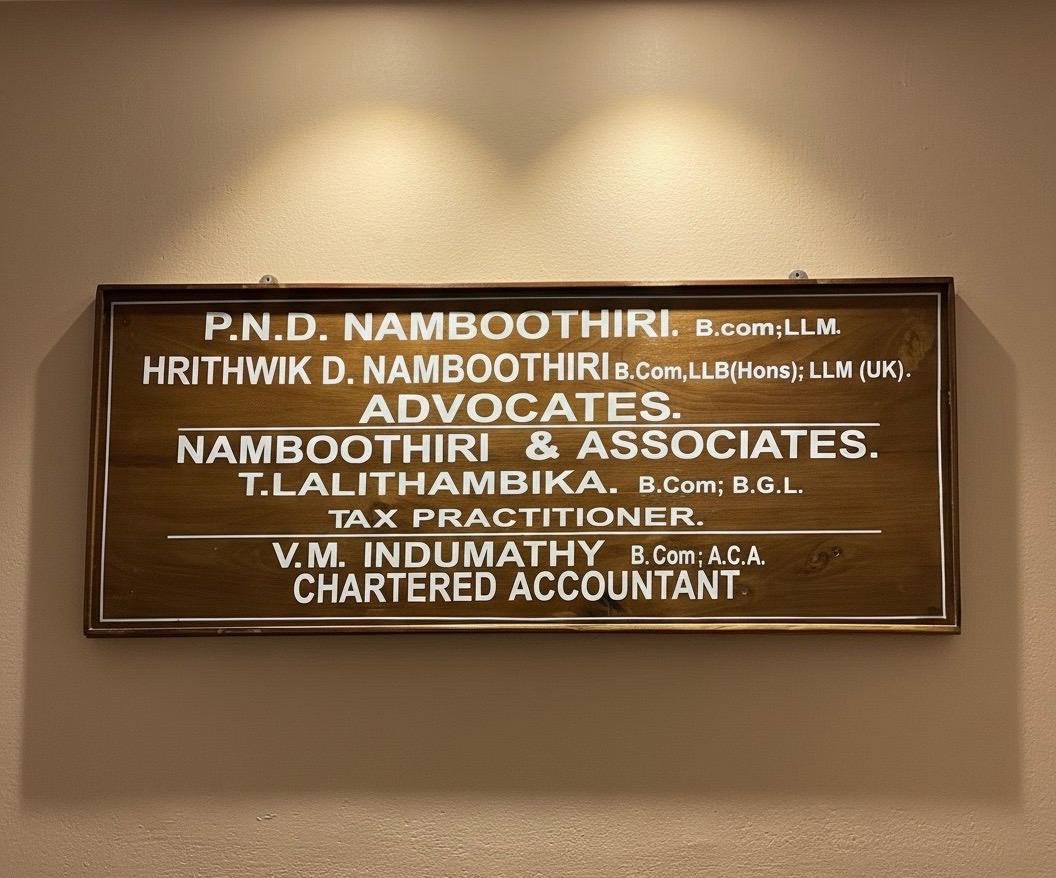 P.N.D. NAMBOOTHIRI. B.com;LLM.
HRITHWIK D. NAMBOOTHIRI B.Com,LLB(Hons); LLM (UK).
ADVOCATES.
NAMBOOTHIRI & ASSOCIATES.
T.LALITHAMBIKA. B.Com; B.G.L.
TAX PRACTITIONER.
V.M. INDUMATHY B.Com; A.C.A.
CHARTERED ACCOUNTANT